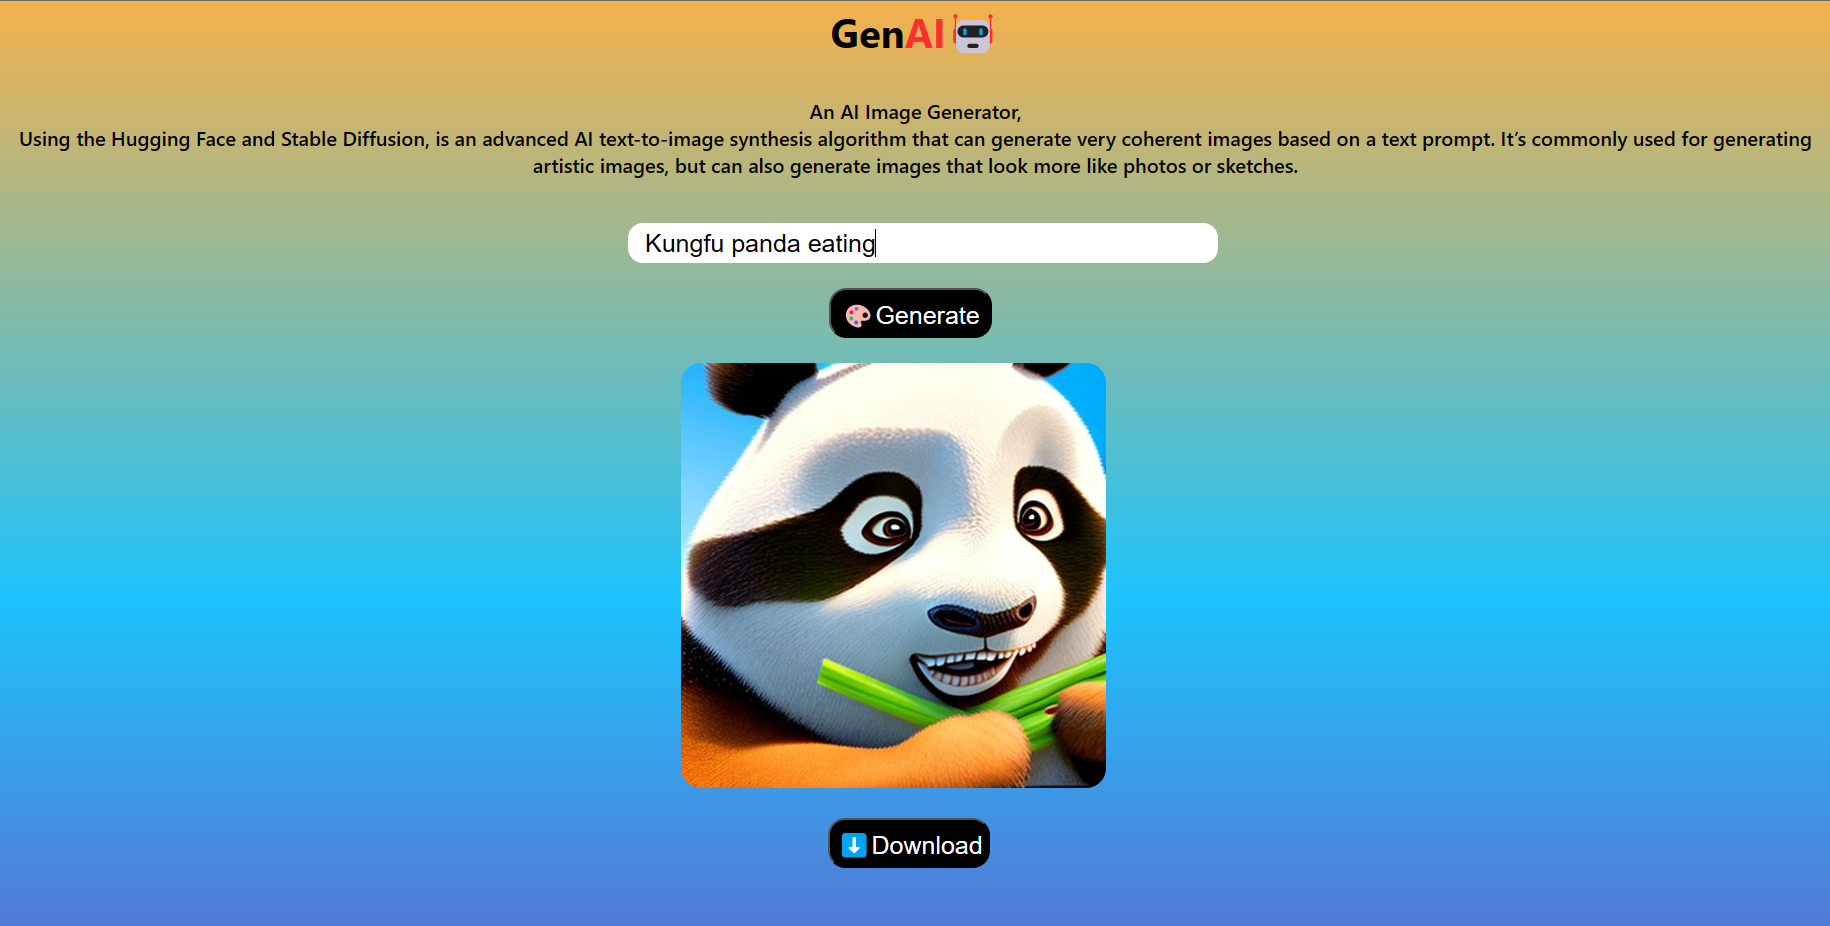 GenAI
An AI Image Generator,
Using the Hugging Face and Stable Diffusion, is an advanced AI text-to-image synthesis algorithm that can generate very coherent images based on a text prompt. It’s commonly used for generating
artistic images, but can also generate images that look more like photos or sketches.
Kungfu panda eating
Generate
Download